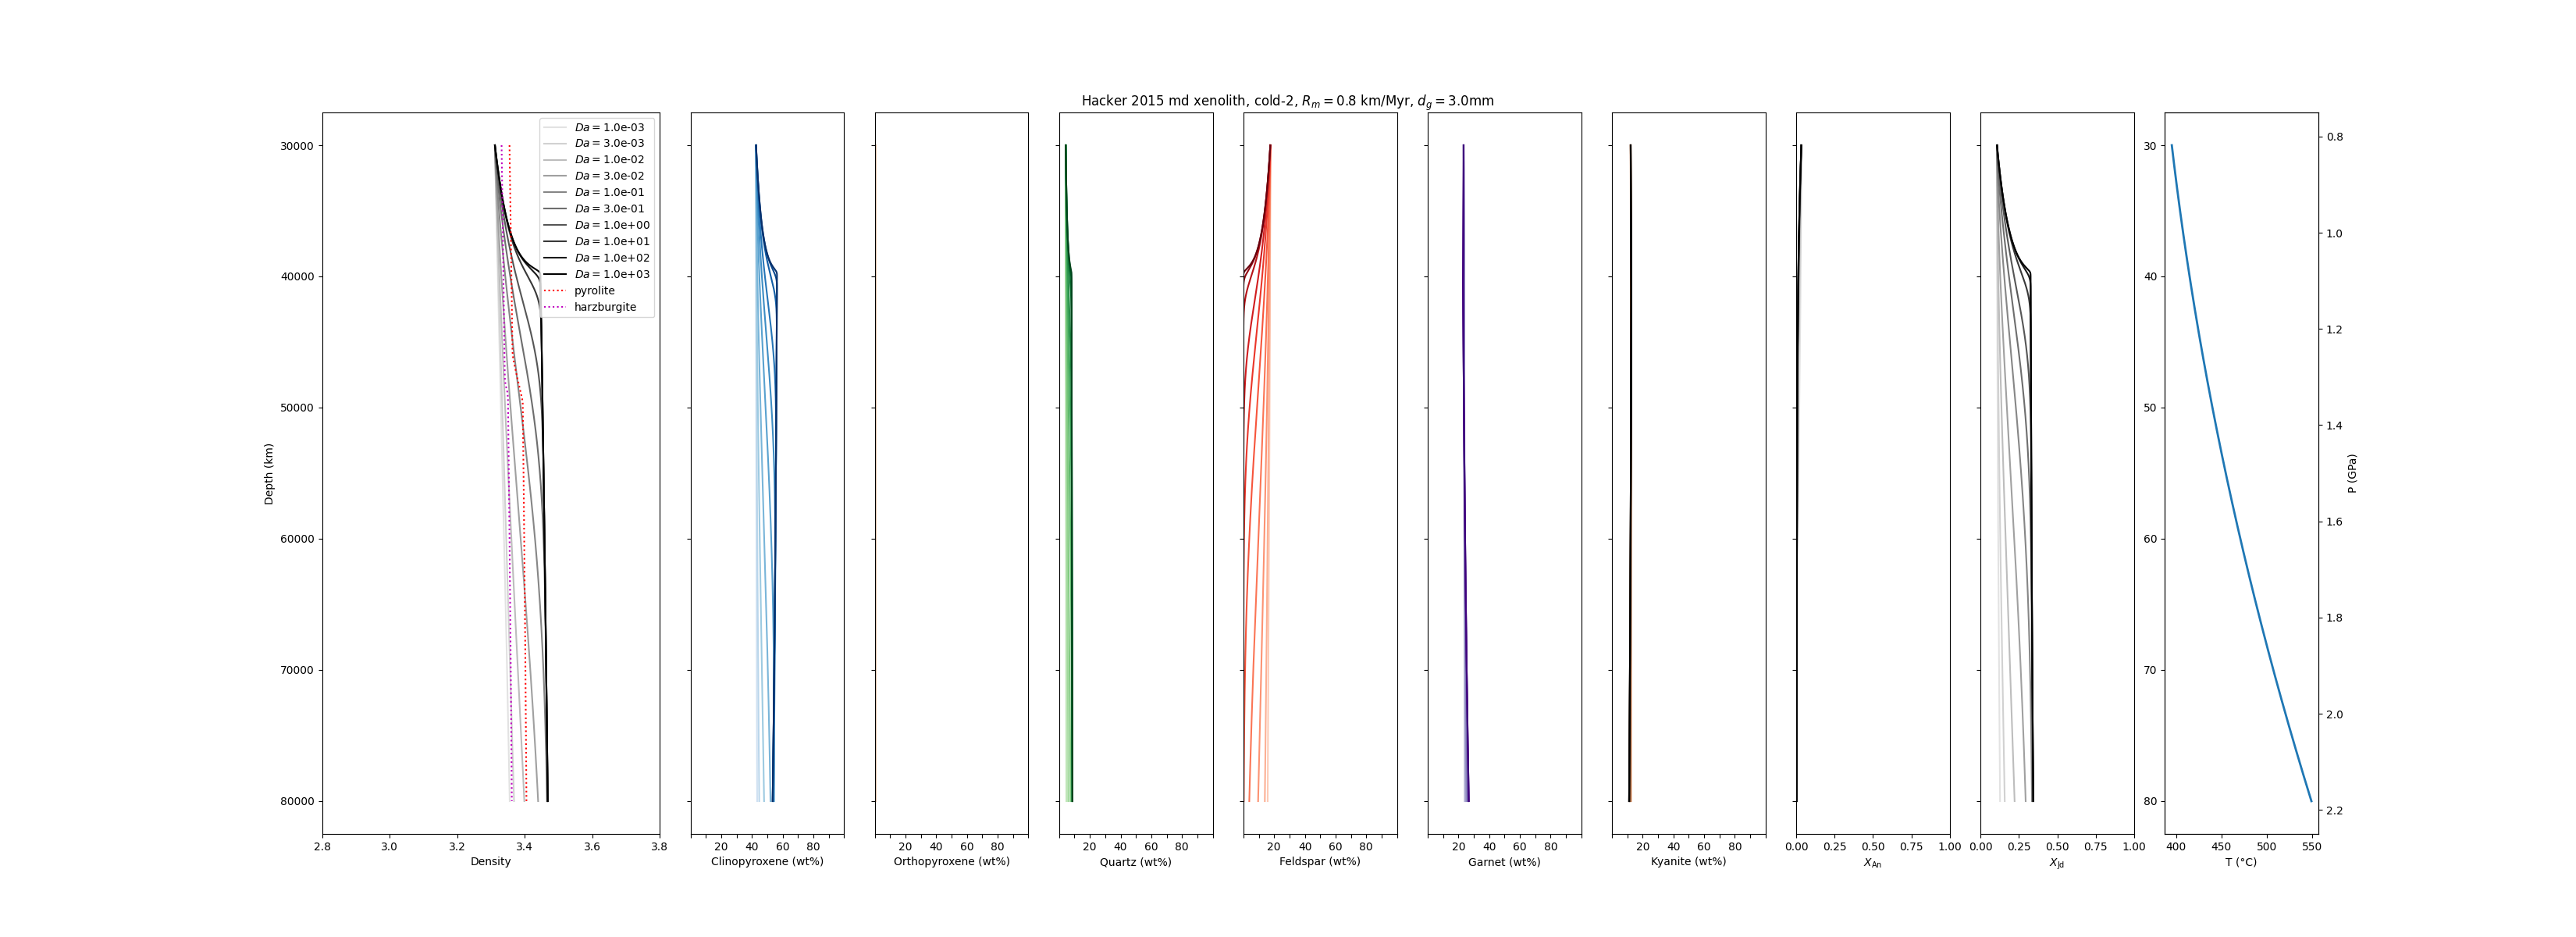 Hacker 2015 md xenolith, cold-2, Rm = 0.8 km/Myr, dg = 3.0mm
Da = 1.0e-03
Da = 3.0e-03
Da = 1.0e-02
Da = 3.0e-02
Da = 1.0e-01
Da = 3.0e-01
Da = 1.0e+00
Da = 1.0e+01
Da = 1.0e+02
Da = 1.0e+03
pyrolite
harzburgite
Depth (km)
30000
40000
50000
60000
70000
80000
2.8 3.0 3.2 3.4 3.6 3.8
Density
20 40 60 80
Clinopyroxene (wt%)
20 40 60 80
Orthopyroxene (wt%)
20 40 60 80
Quartz (wt%)
20 40 60 80
Feldspar (wt%)
20 40 60 80
Garnet (wt%)
20 40 60 80
Kyanite (wt%)
0.00 0.25 0.50 0.75 1.00
XAn
0.00 0.25 0.50 0.75 1.00
XJd
30
40
50
60
70
80
400 450 500 550
T (°C)
0.8
1.0
1.2
1.4
1.6
1.8
2.0
2.2
P (GPa)